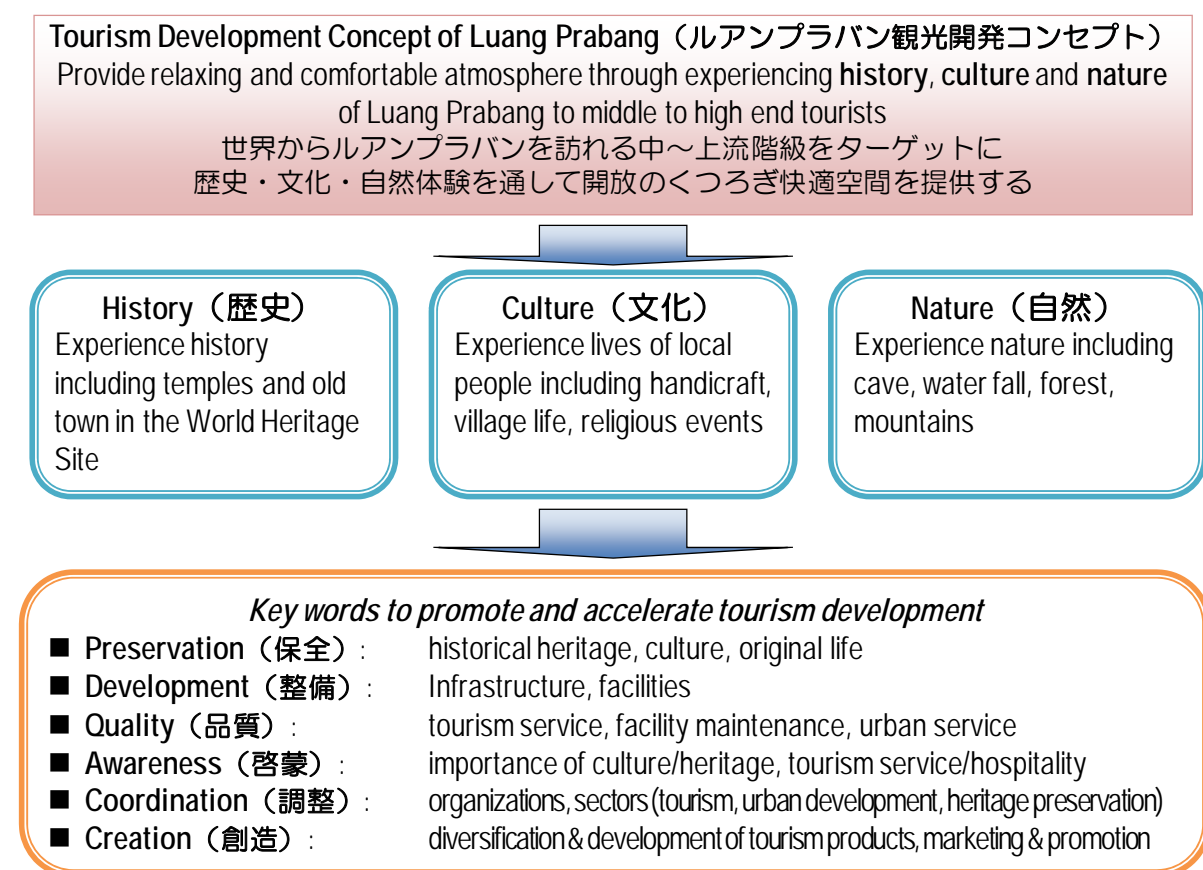 Tourism Development Concept of Luang Prabang（ルアンプラバン観光開発コンセプト）
Provide relaxing and comfortable atmosphere through experiencing history, culture and nature
of Luang Prabang to middle to high end tourists
世界からルアンプラバンを訪れる中～上流階級をターゲットに
歴史・文化・自然体験を通して開放のくつろぎ快適空間を提供する
History（歴史）
Experience history
including temples and old
town in the World Heritage
Site
Culture（文化）
Experience lives of local
people including handicraft,
village life, religious events
Nature（自然）
Experience nature including
cave, water fall, forest,
mountains
Key words to promote and accelerate tourism development
■ Preservation（保全）: historical heritage, culture, original life
■ Development（整備）: Infrastructure, facilities
■ Quality（品質）: tourism service, facility maintenance, urban service
■ Awareness（啓蒙）: importance of culture/heritage, tourism service/hospitality
■ Coordination（調整）: organizations, sectors (tourism, urban development, heritage preservation)
■ Creation（創造）: diversification & development of tourism products, marketing & promotion